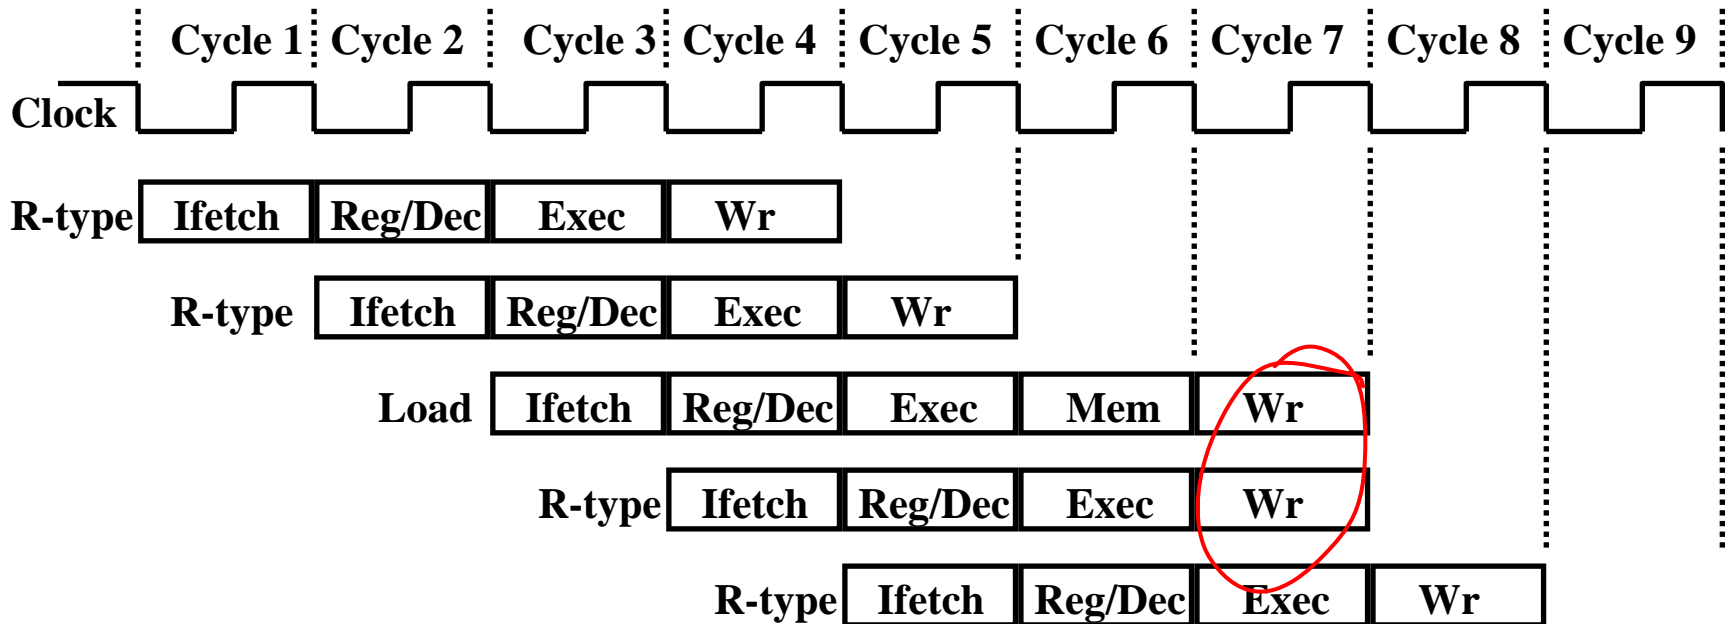 Cycle 1 Cycle 2 Cycle 3 Cycle 4 Cycle 5 Cycle 6 Cycle 7 Cycle 8 Cycle 9
Clock
R-type Ifetch Reg/Dec Exec Wr
R-type Ifetch Reg/Dec Exec Wr
Load Ifetch Reg/Dec Exec Mem Wr
R-type Ifetch Reg/Dec Exec Wr
R-type Ifetch Reg/Dec Exec Wr